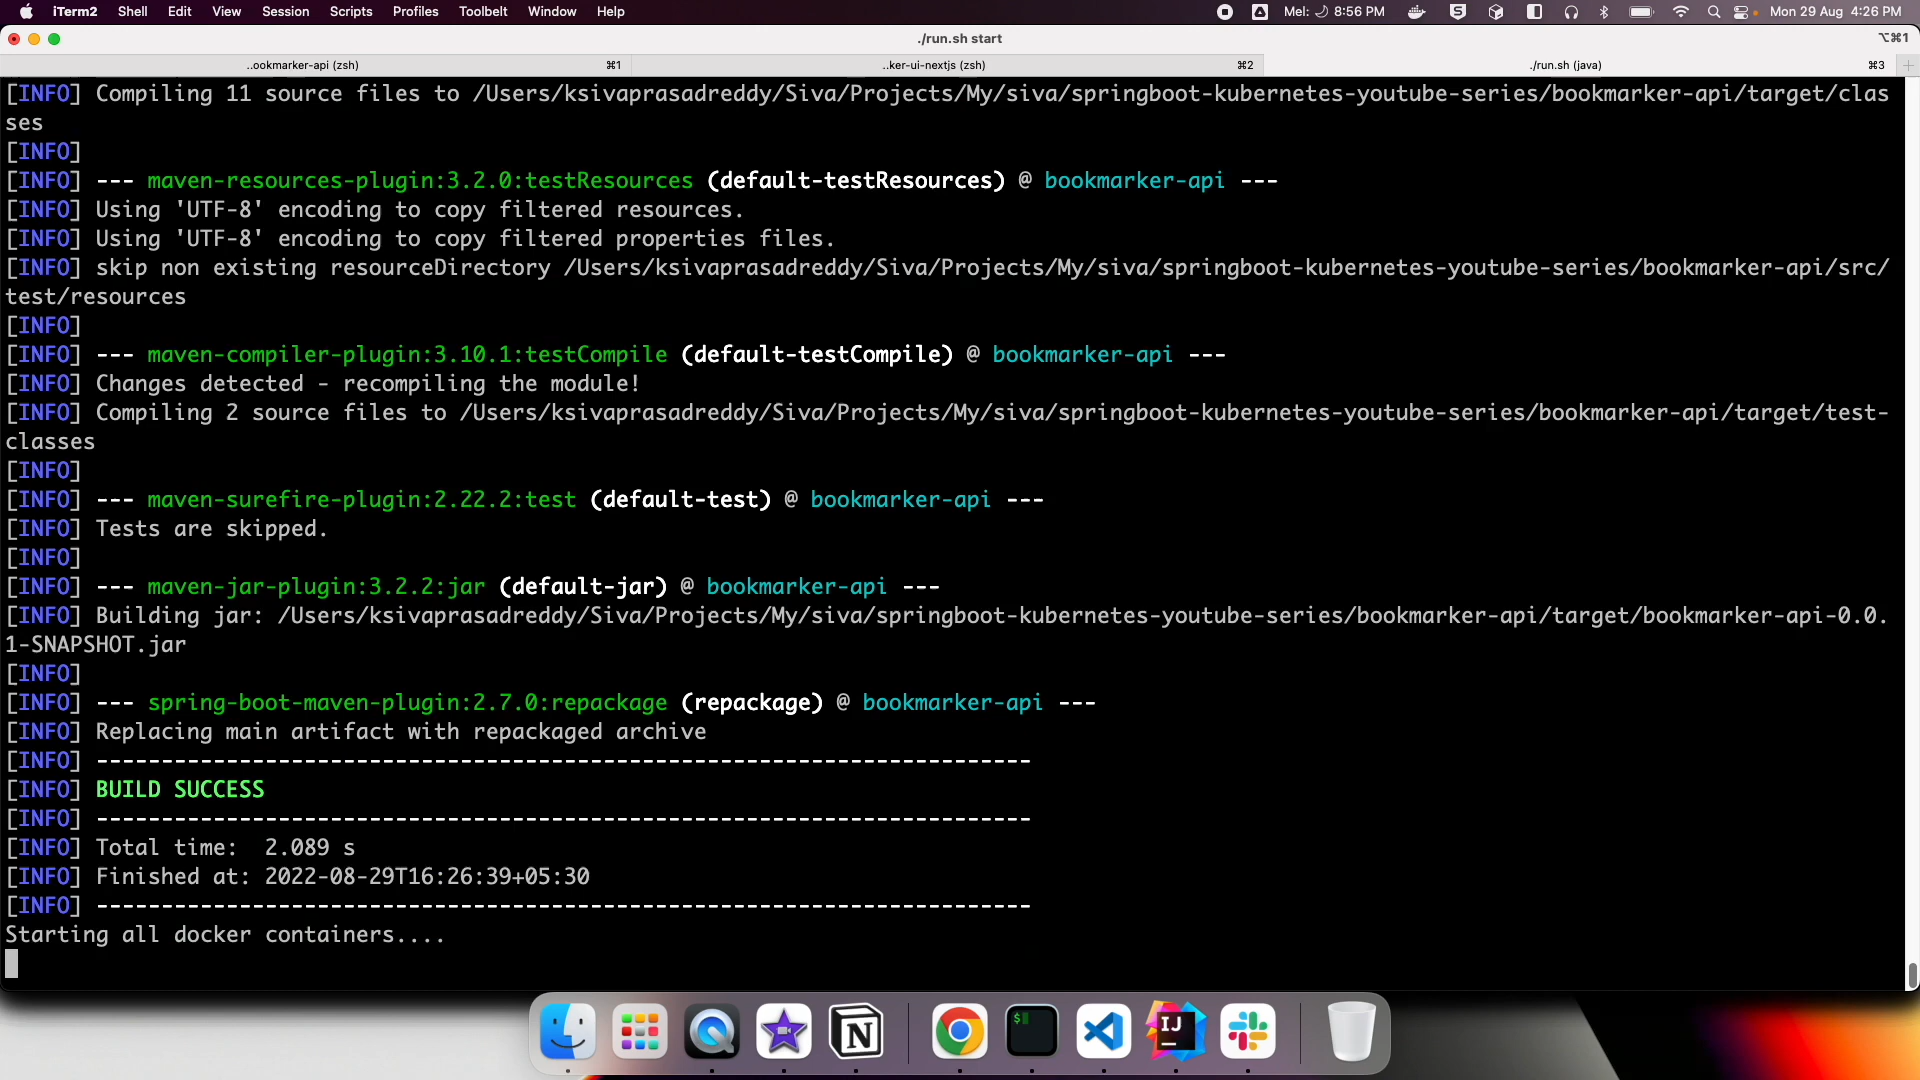 iTerm2 Shell Edit View Session Scripts Profiles Toolbelt Window Help Mel: 8:56 PM Mon 29 Aug 4:26 PM
./run.sh start ⌥⌘1
..ookmarker-api (zsh) ⌘1 ..ker-ui-nextjs (zsh) ⌘2 ./run.sh (java) ⌘3
[INFO] Compiling 11 source files to /Users/ksivaprasadreddy/Siva/Projects/My/siva/springboot-kubernetes-youtube-series/bookmarker-api/target/clas
ses
[INFO]
[INFO] --- maven-resources-plugin:3.2.0:testResources (default-testResources) @ bookmarker-api ---
[INFO] Using 'UTF-8' encoding to copy filtered resources.
[INFO] Using 'UTF-8' encoding to copy filtered properties files.
[INFO] skip non existing resourceDirectory /Users/ksivaprasadreddy/Siva/Projects/My/siva/springboot-kubernetes-youtube-series/bookmarker-api/src/
test/resources
[INFO]
[INFO] --- maven-compiler-plugin:3.10.1:testCompile (default-testCompile) @ bookmarker-api ---
[INFO] Changes detected - recompiling the module!
[INFO] Compiling 2 source files to /Users/ksivaprasadreddy/Siva/Projects/My/siva/springboot-kubernetes-youtube-series/bookmarker-api/target/test-
classes
[INFO]
[INFO] --- maven-surefire-plugin:2.22.2:test (default-test) @ bookmarker-api ---
[INFO] Tests are skipped.
[INFO]
[INFO] --- maven-jar-plugin:3.2.2:jar (default-jar) @ bookmarker-api ---
[INFO] Building jar: /Users/ksivaprasadreddy/Siva/Projects/My/siva/springboot-kubernetes-youtube-series/bookmarker-api/target/bookmarker-api-0.0.
1-SNAPSHOT.jar
[INFO]
[INFO] --- spring-boot-maven-plugin:2.7.0:repackage (repackage) @ bookmarker-api ---
[INFO] Replacing main artifact with repackaged archive
[INFO] ------------------------------------------------------------------------
[INFO] BUILD SUCCESS
[INFO] ------------------------------------------------------------------------
[INFO] Total time:  2.089 s
[INFO] Finished at: 2022-08-29T16:26:39+05:30
[INFO] ------------------------------------------------------------------------
Starting all docker containers....